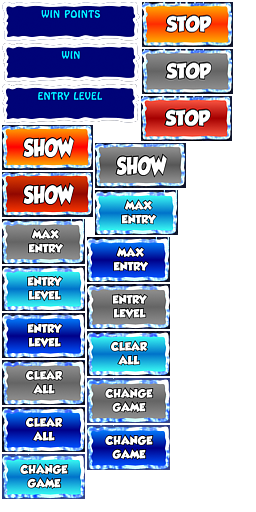 WIN POINTS
STOP
WIN
STOP
ENTRY LEVEL
STOP
SHOW
SHOW
SHOW
MAX
ENTRY
MAX
ENTRY
MAX
ENTRY
ENTRY
LEVEL
ENTRY
LEVEL
ENTRY
LEVEL
CLEAR
ALL
CLEAR
ALL
CHANGE
GAME
CLEAR
ALL
CHANGE
GAME
CHANGE
GAME